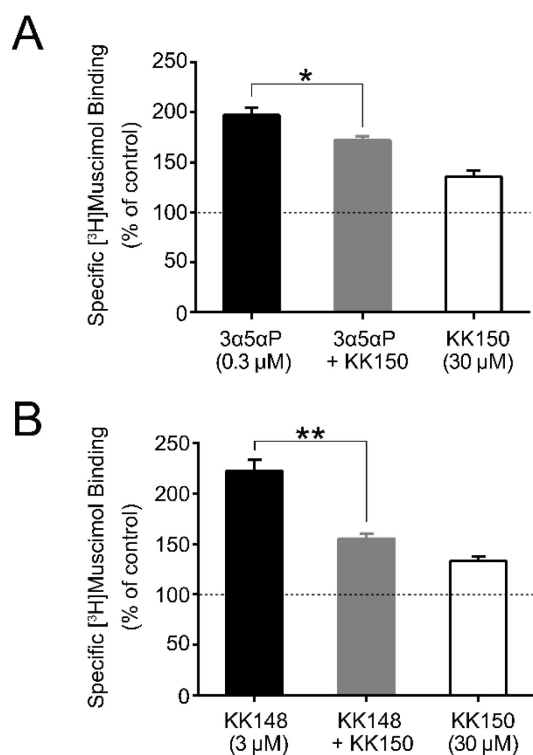 A
Specific [³H]Muscimol Binding
(% of control)
250
200
150
100
50
0
*
3α5αP
(0.3 µM)
3α5αP
+ KK150
KK150
(30 µM)
B
Specific [³H]Muscimol Binding
(% of control)
250
200
150
100
50
0
**
KK148
(3 µM)
KK148
+ KK150
KK150
(30 µM)